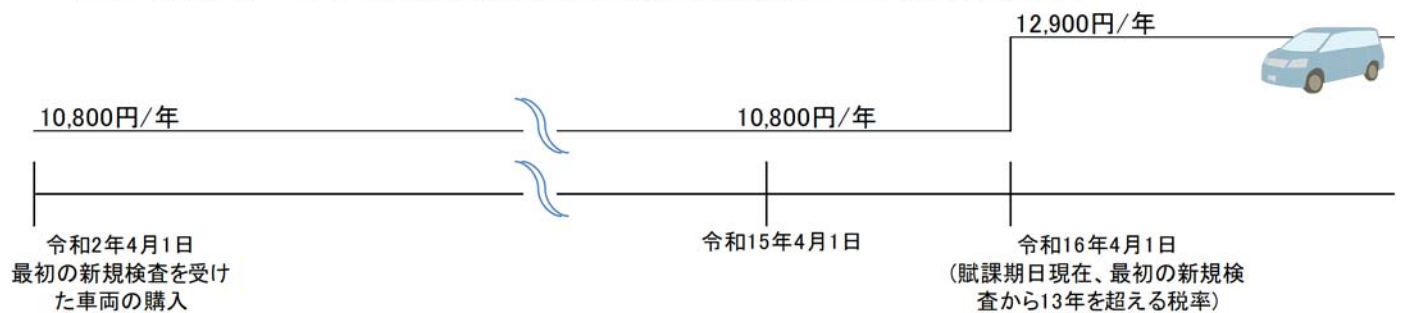 12,900円/年
10,800円/年
10,800円/年
令和2年4月1日
最初の新規検査を受け
た車両の購入
令和15年4月1日
令和16年4月1日
(賦課期日現在、最初の新規検
査から13年を超える税率)